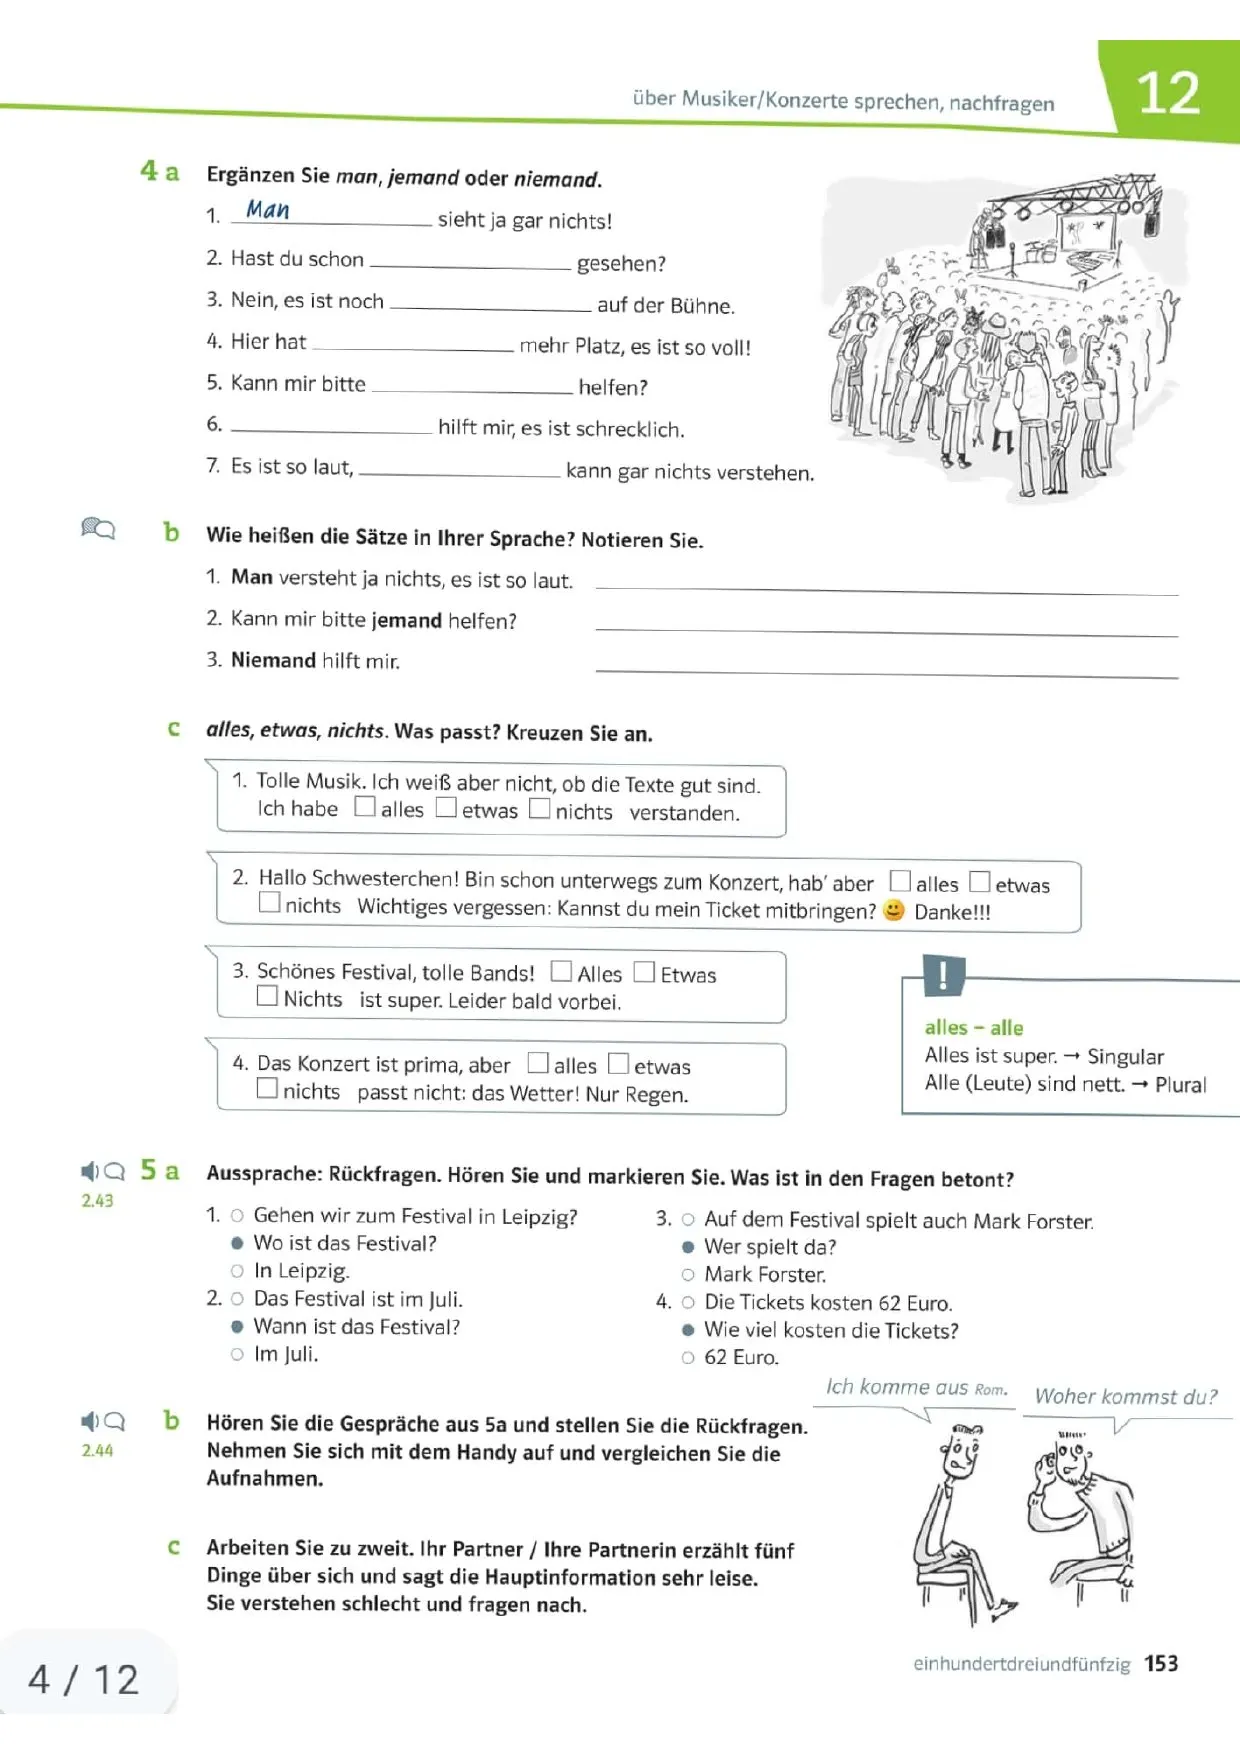 über Musiker/Konzerte sprechen, nachfragen
12
4 a Ergänzen Sie man, jemand oder niemand.
1. Man sieht ja gar nichts!
2. Hast du schon ____ gesehen?
3. Nein, es ist noch ____ auf der Bühne.
4. Hier hat ____ mehr Platz, es ist so voll!
5. Kann mir bitte ____ helfen?
6. ____ hilft mir, es ist schrecklich.
7. Es ist so laut, ____ kann gar nichts verstehen.
b Wie heißen die Sätze in Ihrer Sprache? Notieren Sie.
1. Man versteht ja nichts, es ist so laut.
2. Kann mir bitte jemand helfen?
3. Niemand hilft mir.
c alles, etwas, nichts. Was passt? Kreuzen Sie an.
1. Tolle Musik. Ich weiß aber nicht, ob die Texte gut sind.
Ich habe ☐ alles ☐ etwas ☐ nichts verstanden.
2. Hallo Schwesterchen! Bin schon unterwegs zum Konzert, hab' aber ☐ alles ☐ etwas
☐ nichts Wichtiges vergessen: Kannst du mein Ticket mitbringen? 🙂 Danke!!!
3. Schönes Festival, tolle Bands! ☐ Alles ☐ Etwas
☐ Nichts ist super. Leider bald vorbei.
4. Das Konzert ist prima, aber ☐ alles ☐ etwas
☐ nichts passt nicht: das Wetter! Nur Regen.
!
alles – alle
Alles ist super. → Singular
Alle (Leute) sind nett. → Plural
2.43
5 a Aussprache: Rückfragen. Hören Sie und markieren Sie. Was ist in den Fragen betont?
1. ○ Gehen wir zum Festival in Leipzig?
● Wo ist das Festival?
○ In Leipzig.
2. ○ Das Festival ist im Juli.
● Wann ist das Festival?
○ Im Juli.
3. ○ Auf dem Festival spielt auch Mark Forster.
● Wer spielt da?
○ Mark Forster.
4. ○ Die Tickets kosten 62 Euro.
● Wie viel kosten die Tickets?
○ 62 Euro.
Ich komme aus Rom.
Woher kommst du?
2.44
b Hören Sie die Gespräche aus 5a und stellen Sie die Rückfragen.
Nehmen Sie sich mit dem Handy auf und vergleichen Sie die
Aufnahmen.
c Arbeiten Sie zu zweit. Ihr Partner / Ihre Partnerin erzählt fünf
Dinge über sich und sagt die Hauptinformation sehr leise.
Sie verstehen schlecht und fragen nach.
einhundertdreiundfünfzig 153
4 / 12